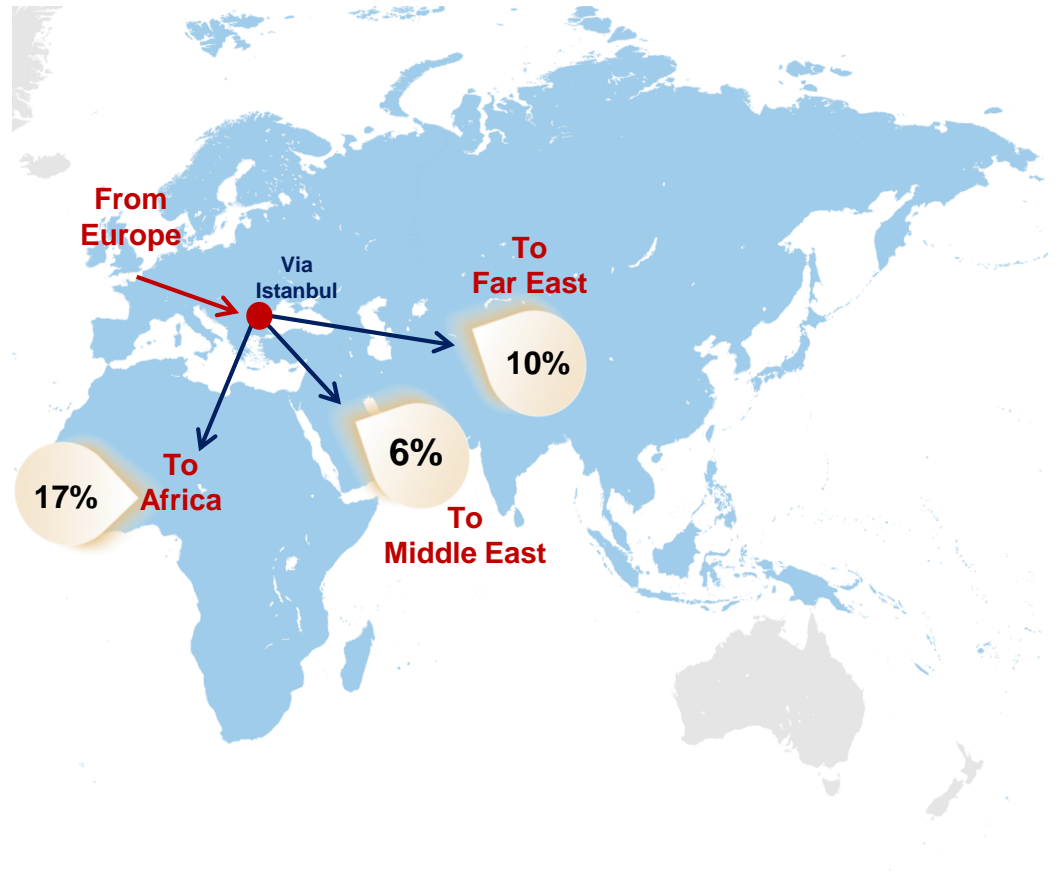 From
Europe
Via
Istanbul
To
Far East
10%
6%
To
Middle East
17%
To
Africa